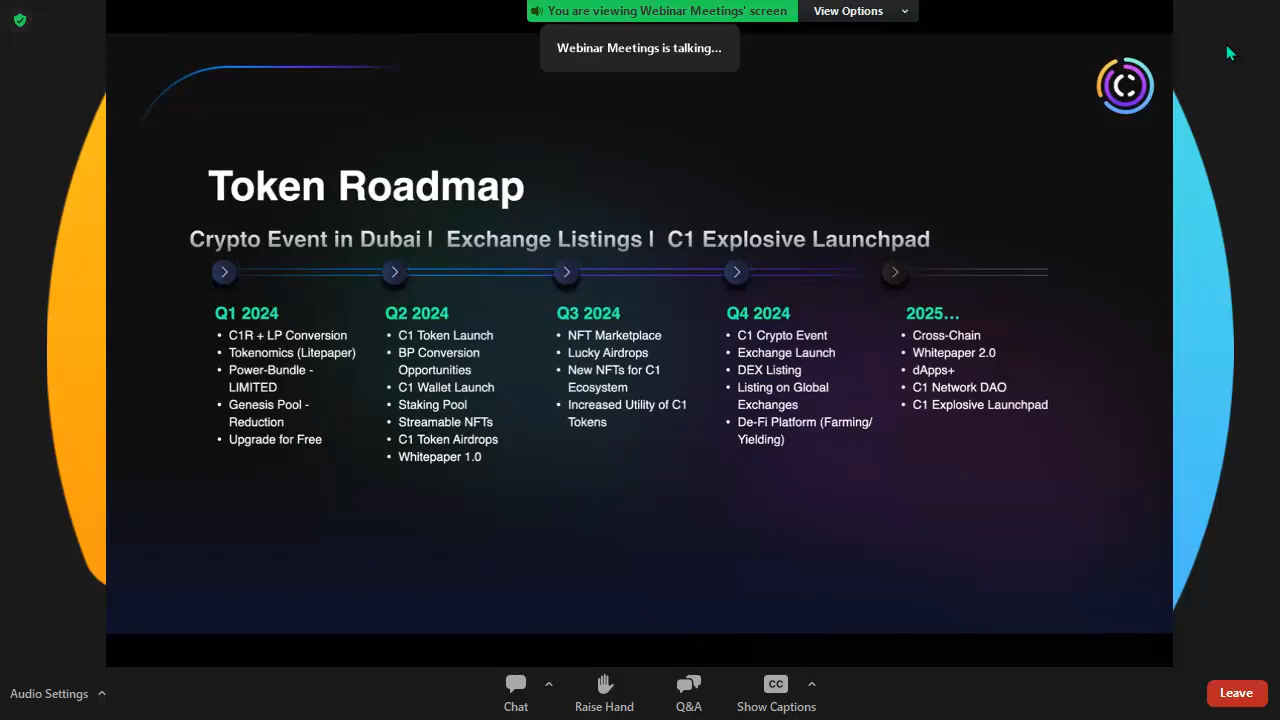 You are viewing Webinar Meetings' screen
View Options
Webinar Meetings is talking...
C
Token Roadmap
Crypto Event in Dubai | Exchange Listings | C1 Explosive Launchpad
Q1 2024
• C1R + LP Conversion
• Tokenomics (Litepaper)
• Power-Bundle -
LIMITED
• Genesis Pool -
Reduction
• Upgrade for Free
Q2 2024
• C1 Token Launch
• BP Conversion
Opportunities
• C1 Wallet Launch
• Staking Pool
• Streamable NFTs
• C1 Token Airdrops
• Whitepaper 1.0
Q3 2024
• NFT Marketplace
• Lucky Airdrops
• New NFTs for C1
Ecosystem
• Increased Utility of C1
Tokens
Q4 2024
• C1 Crypto Event
• Exchange Launch
• DEX Listing
• Listing on Global
Exchanges
• De-Fi Platform (Farming/
Yielding)
2025...
• Cross-Chain
• Whitepaper 2.0
• dApps+
• C1 Network DAO
• C1 Explosive Launchpad
Audio Settings
Chat
Raise Hand
Q&A
CC
Show Captions
Leave